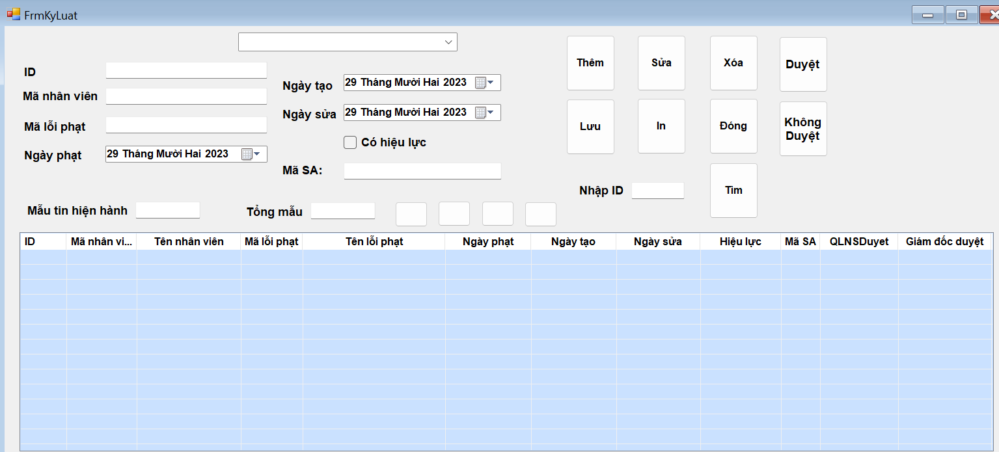 FrmKyLuat
ID
Mã nhân viên
Mã lỗi phạt
Ngày phạt
29 Tháng Mười Hai 2023
Ngày tạo
29 Tháng Mười Hai 2023
Ngày sửa
29 Tháng Mười Hai 2023
Có hiệu lực
Mã SA:
Thêm
Sửa
Xóa
Duyệt
Lưu
In
Đóng
Không
Duyệt
Nhập ID
Tìm
Mẫu tin hiện hành
Tổng mẫu
ID Mã nhân vi... Tên nhân viên Mã lỗi phạt Tên lỗi phạt Ngày phạt Ngày tạo Ngày sửa Hiệu lực Mã SA QLNSDuyet Giám đốc duyệt